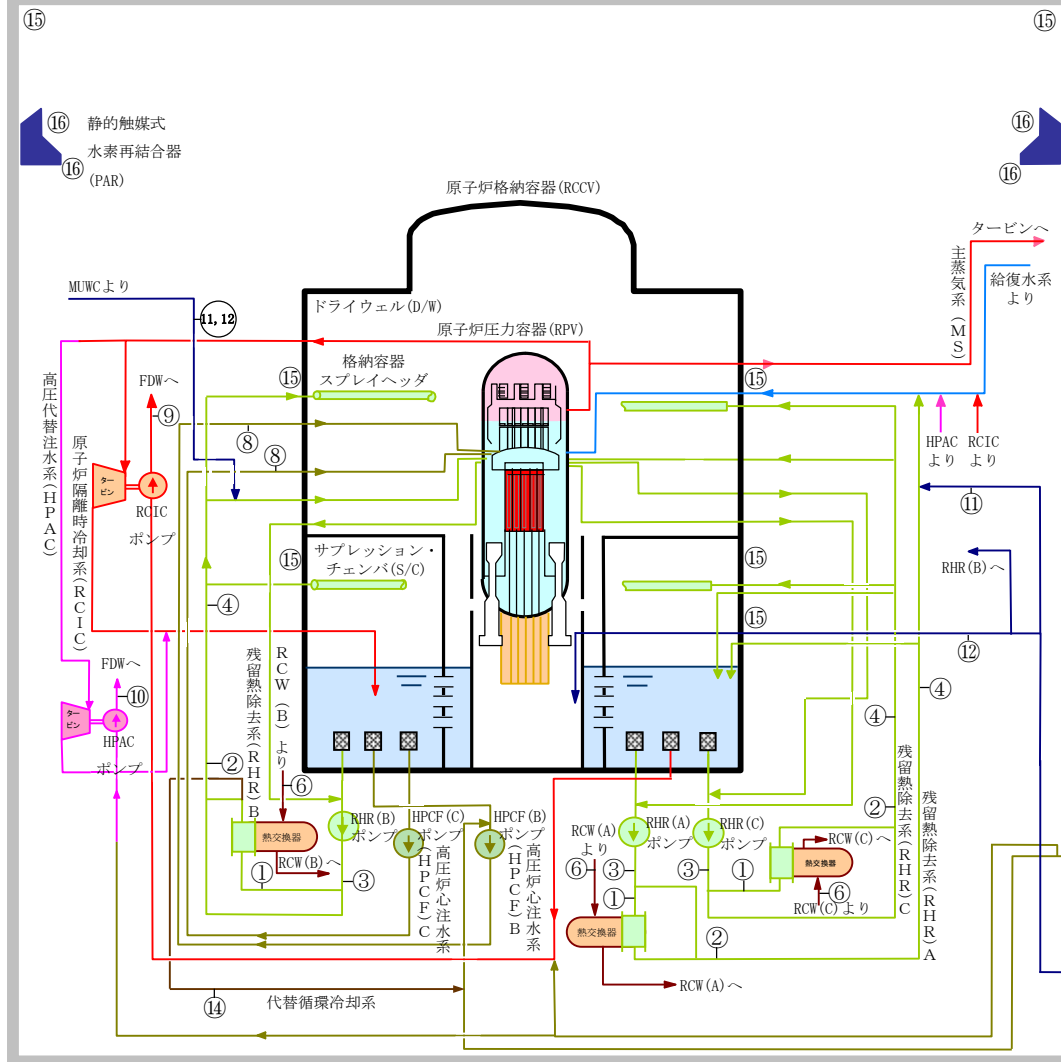 ⑮
⑮
⑯
静的触媒式
水素再結合器
(PAR)
⑯
⑯
⑯
原子炉格納容器(RCCV)
タービンへ
主蒸気系(MS)
給復水系
より
MUWCより
11,12
ドライウェル(D/W)
原子炉圧力容器(RPV)
格納容器
スプレイヘッダ
⑮
⑮
高圧代替注水系(HPAC)
FDWへ
⑨
⑧
⑧
HPAC
より
RCIC
より
原子炉隔離時冷却系(RCIC)
ター
ビン
RCIC
ポンプ
⑪
サプレッション・
チェンバ(S/C)
⑮
⑮
RHR(B)へ
④
⑮
⑫
残留熱除去系(RHR)B
RCW(B)より
FDWへ
⑩
ター
ビン
HPAC
ポンプ
④
④
②
⑥
残留熱除去系(RHR)C
残留熱除去系(RHR)A
②
熱交換器
RCW(B)へ
①
③
RHR(B)
ポンプ
HPCF(C)
ポンプ
高圧炉心注水系
(HPCF)C
HPCF(B)
ポンプ
高圧炉心注水系
(HPCF)B
RCW(A)
より
⑥
RHR(A)
ポンプ
③
①
RHR(C)
ポンプ
③
①
RCW(C)へ
熱交換器
⑥
RCW(C)より
熱交換器
②
RCW(A)へ
⑭
代替循環冷却系